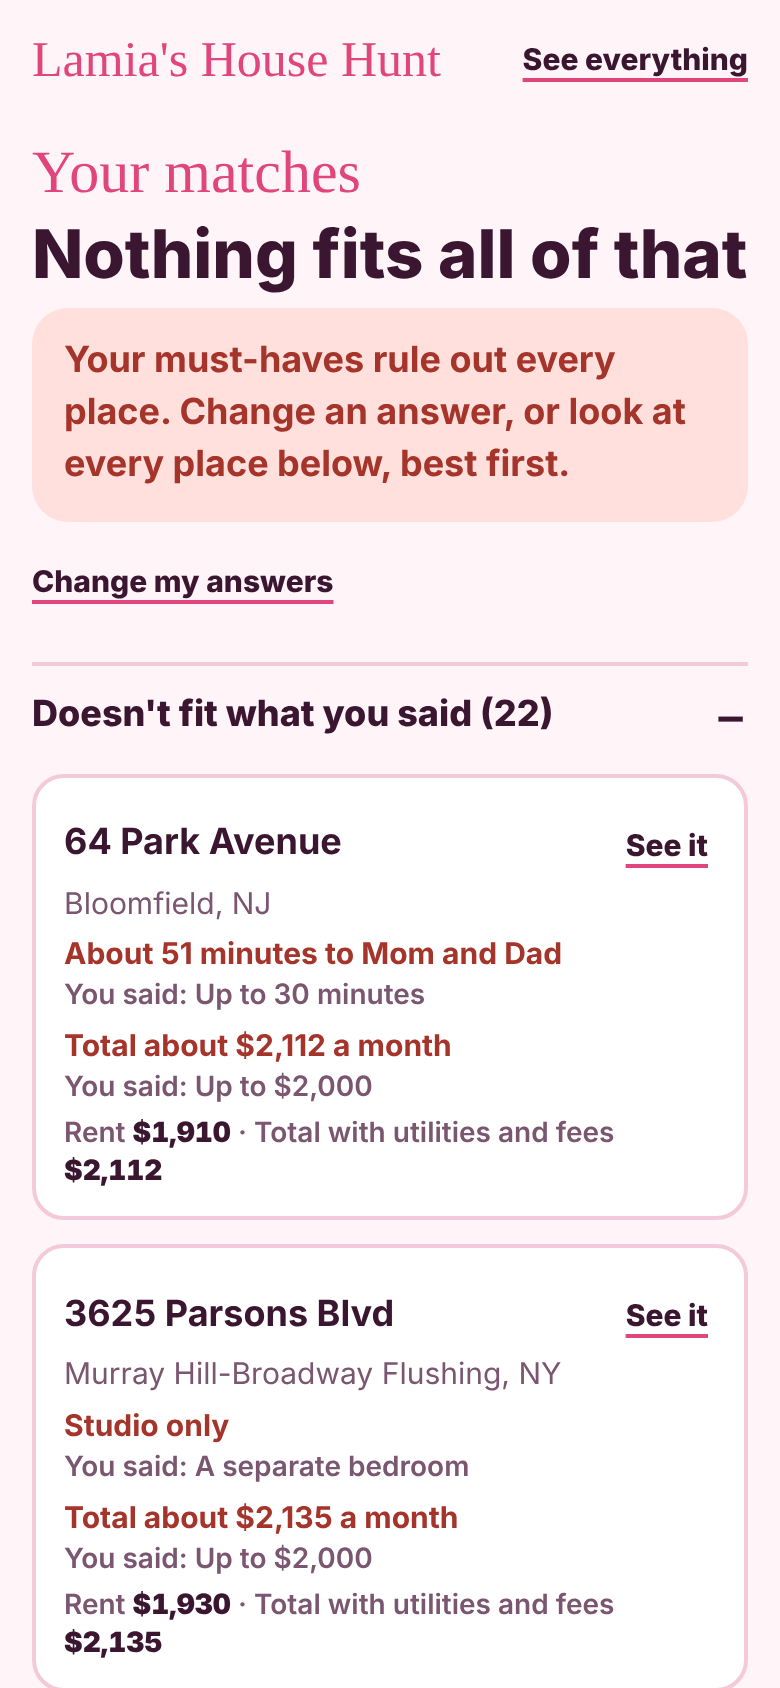 Lamia's House Hunt
See everything
Your matches
Nothing fits all of that
Your must-haves rule out every
place. Change an answer, or look at
every place below, best first.
Change my answers
Doesn't fit what you said (22)
–
64 Park Avenue
See it
Bloomfield, NJ
About 51 minutes to Mom and Dad
You said: Up to 30 minutes
Total about $2,112 a month
You said: Up to $2,000
Rent $1,910 · Total with utilities and fees
$2,112
3625 Parsons Blvd
See it
Murray Hill-Broadway Flushing, NY
Studio only
You said: A separate bedroom
Total about $2,135 a month
You said: Up to $2,000
Rent $1,930 · Total with utilities and fees
$2,135